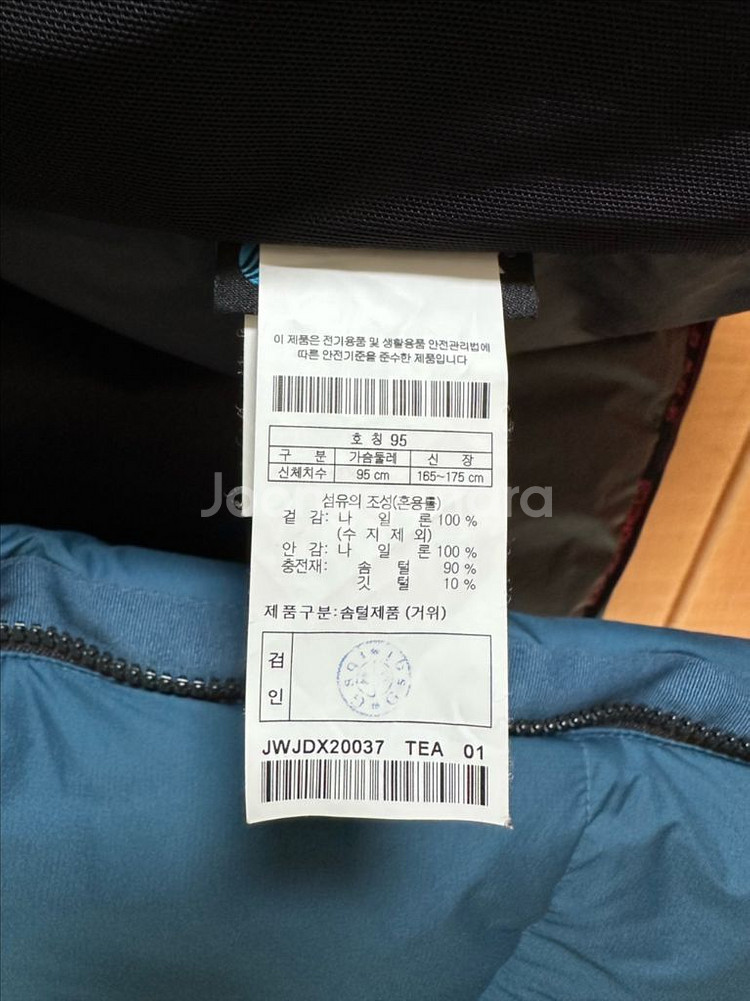 이 제품은 전기용품 및 생활용품 안전관리법에
따른 안전기준을 준수한 제품입니다
호 칭 95
구 분 가슴둘레 신 장
신체치수 95 cm 165~175 cm
섬유의 조성(혼용률)
겉 감: 나 일 론 100 %
(수 지 제 외)
안 감: 나 일 론 100 %
충전재: 솜 털 90 %
깃 털 10 %
제품구분:솜털제품 (거위)
검
인
JWJDX20037 TEA 01